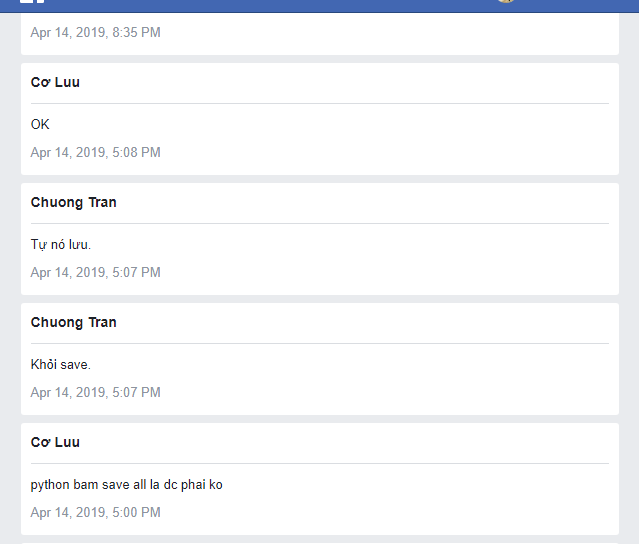 Apr 14, 2019, 8:35 PM
Cơ Luu
OK
Apr 14, 2019, 5:08 PM
Chuong Tran
Tự nó lưu.
Apr 14, 2019, 5:07 PM
Chuong Tran
Khỏi save.
Apr 14, 2019, 5:07 PM
Cơ Luu
python bam save all la dc phai ko
Apr 14, 2019, 5:00 PM